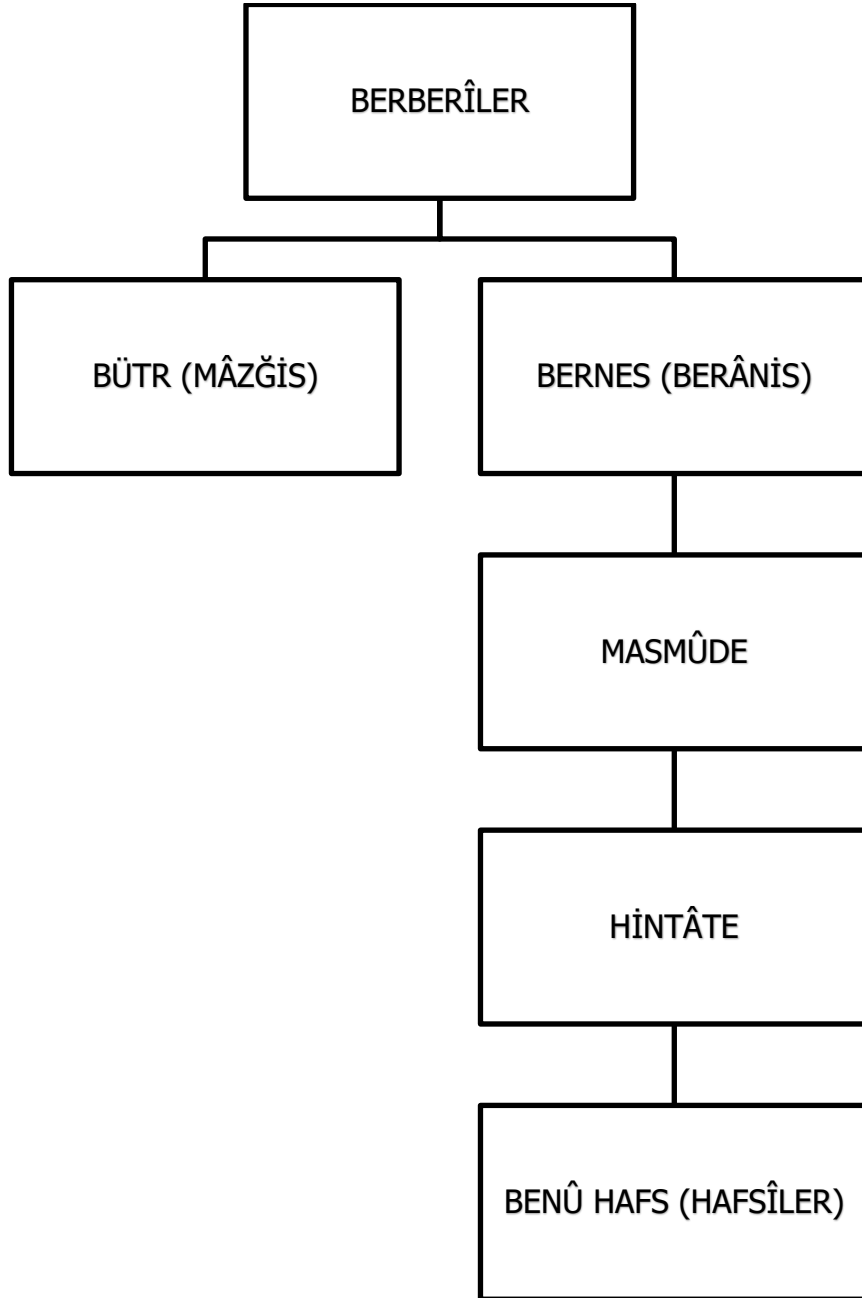 BERBERÎLER
BÜTR (MÂZĞİS)
BERNES (BERÂNİS)
MASMÛDE
HİNTÂTE
BENÛ HAFS (HAFSÎLER)